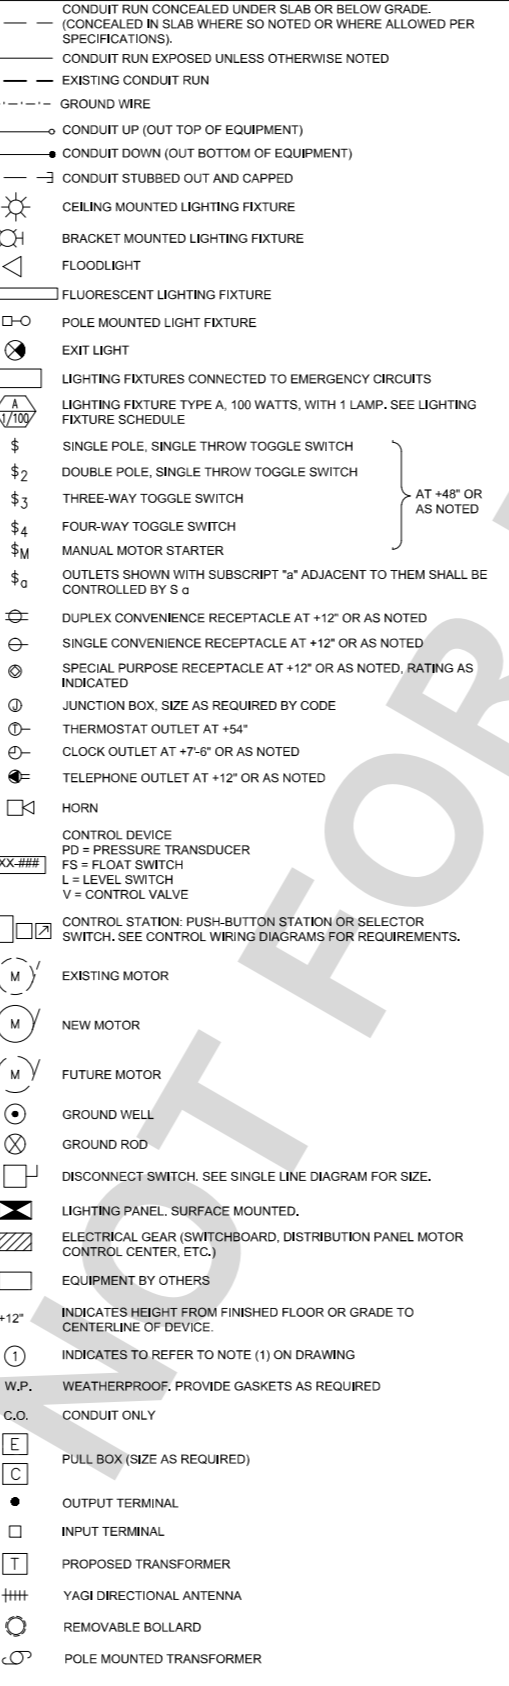 CONDUIT RUN CONCEALED UNDER SLAB OR BELOW GRADE.
(CONCEALED IN SLAB WHERE SO NOTED OR WHERE ALLOWED PER
SPECIFICATIONS).
CONDUIT RUN EXPOSED UNLESS OTHERWISE NOTED
EXISTING CONDUIT RUN
GROUND WIRE
CONDUIT UP (OUT TOP OF EQUIPMENT)
CONDUIT DOWN (OUT BOTTOM OF EQUIPMENT)
CONDUIT STUBBED OUT AND CAPPED
CEILING MOUNTED LIGHTING FIXTURE
BRACKET MOUNTED LIGHTING FIXTURE
FLOODLIGHT
FLUORESCENT LIGHTING FIXTURE
POLE MOUNTED LIGHT FIXTURE
EXIT LIGHT
LIGHTING FIXTURES CONNECTED TO EMERGENCY CIRCUITS
A
1/100
LIGHTING FIXTURE TYPE A, 100 WATTS, WITH 1 LAMP. SEE LIGHTING
FIXTURE SCHEDULE
$ SINGLE POLE, SINGLE THROW TOGGLE SWITCH
$2 DOUBLE POLE, SINGLE THROW TOGGLE SWITCH
$3 THREE-WAY TOGGLE SWITCH
$4 FOUR-WAY TOGGLE SWITCH
$M MANUAL MOTOR STARTER
AT +48" OR
AS NOTED
$a OUTLETS SHOWN WITH SUBSCRIPT "a" ADJACENT TO THEM SHALL BE
CONTROLLED BY S a
DUPLEX CONVENIENCE RECEPTACLE AT +12" OR AS NOTED
SINGLE CONVENIENCE RECEPTACLE AT +12" OR AS NOTED
SPECIAL PURPOSE RECEPTACLE AT +12" OR AS NOTED, RATING AS
INDICATED
J JUNCTION BOX, SIZE AS REQUIRED BY CODE
T THERMOSTAT OUTLET AT +54"
CLOCK OUTLET AT +7'-6" OR AS NOTED
TELEPHONE OUTLET AT +12" OR AS NOTED
HORN
XX-###
CONTROL DEVICE
PD = PRESSURE TRANSDUCER
FS = FLOAT SWITCH
L = LEVEL SWITCH
V = CONTROL VALVE
CONTROL STATION: PUSH-BUTTON STATION OR SELECTOR
SWITCH. SEE CONTROL WIRING DIAGRAMS FOR REQUIREMENTS.
M EXISTING MOTOR
M NEW MOTOR
M FUTURE MOTOR
GROUND WELL
GROUND ROD
DISCONNECT SWITCH. SEE SINGLE LINE DIAGRAM FOR SIZE.
LIGHTING PANEL. SURFACE MOUNTED.
ELECTRICAL GEAR (SWITCHBOARD, DISTRIBUTION PANEL MOTOR
CONTROL CENTER, ETC.)
EQUIPMENT BY OTHERS
+12" INDICATES HEIGHT FROM FINISHED FLOOR OR GRADE TO
CENTERLINE OF DEVICE.
1 INDICATES TO REFER TO NOTE (1) ON DRAWING
W.P. WEATHERPROOF. PROVIDE GASKETS AS REQUIRED
C.O. CONDUIT ONLY
E
C
PULL BOX (SIZE AS REQUIRED)
OUTPUT TERMINAL
INPUT TERMINAL
T PROPOSED TRANSFORMER
YAGI DIRECTIONAL ANTENNA
REMOVABLE BOLLARD
POLE MOUNTED TRANSFORMER
NOT FOR